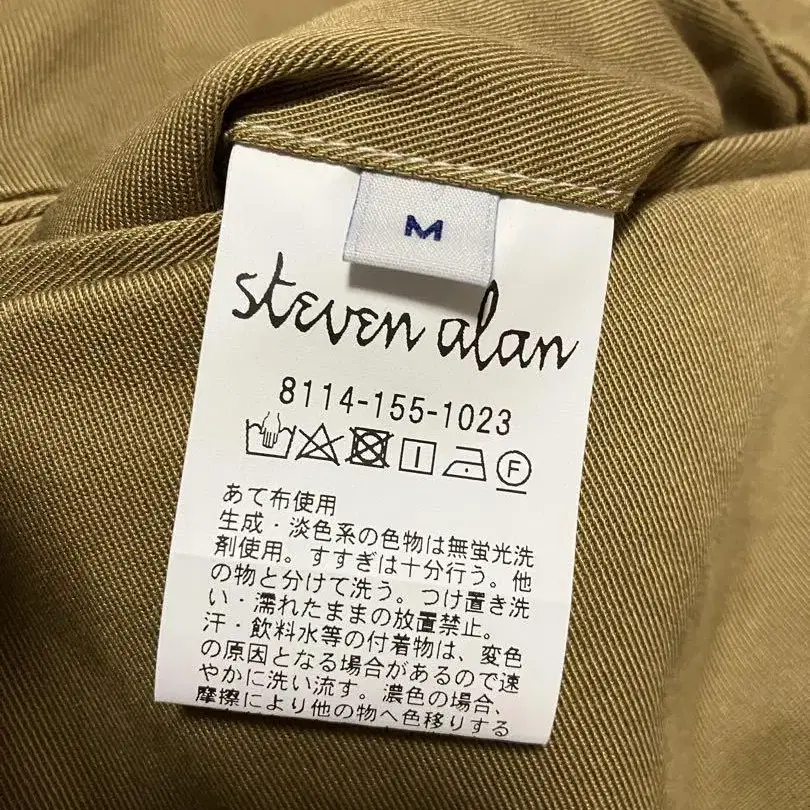 M
steven alan
8114-155-1023
F
あて布使用
生成・淡色系の色物は無蛍光洗
剤使用。すすぎは十分行う。他
の物と分けて洗う。つけ置き洗
い・濡れたままの放置禁止。
汗・飲料水等の付着物は、変色
の原因となる場合があるので速
やかに洗い流す。濃色の場合、
摩擦により他の物へ色移りする